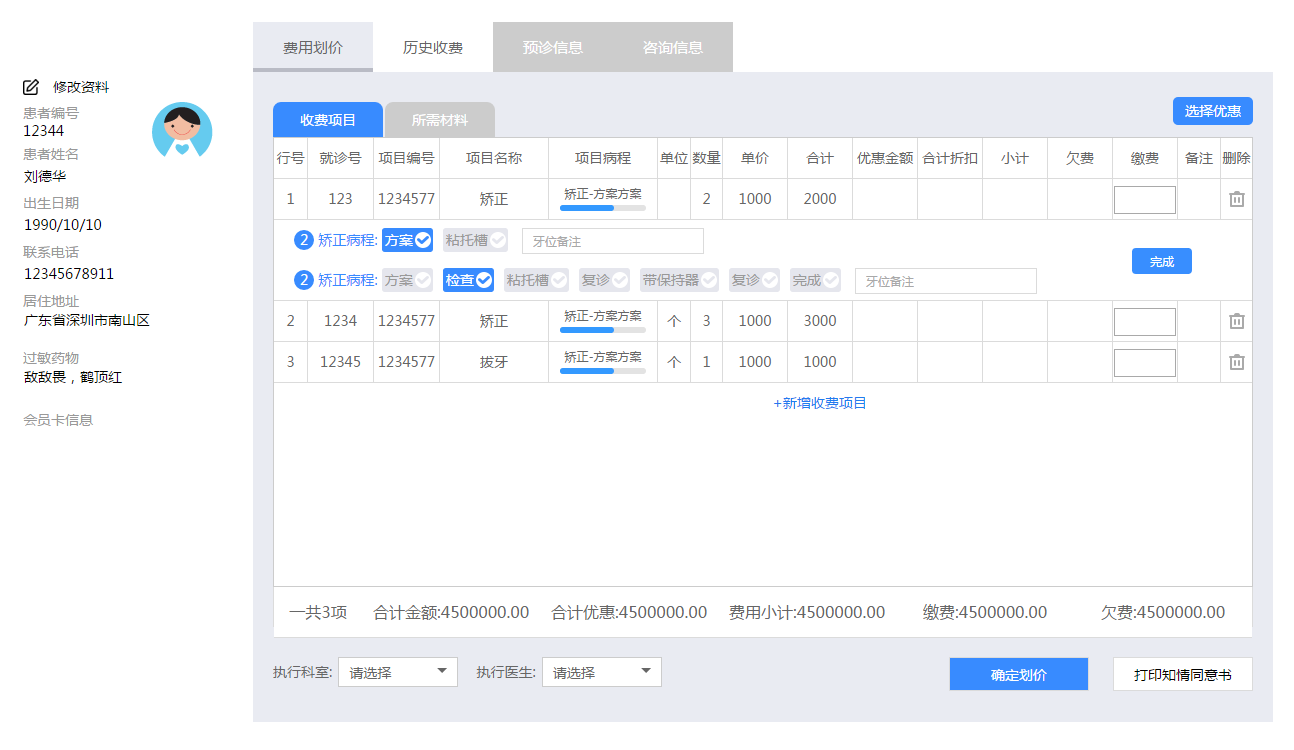 费用划价 历史收费 预诊信息 咨询信息
修改资料
患者编号
12344
患者姓名
刘德华
出生日期
1990/10/10
联系电话
12345678911
居住地址
广东省深圳市南山区
过敏药物
敌敌畏，鹤顶红
会员卡信息
收费项目 所需材料 选择优惠
行号 就诊号 项目编号 项目名称 项目病程 单位 数量 单价 合计 优惠金额 合计折扣 小计 欠费 缴费 备注 删除
1 123 1234577 矫正 矫正-方案方案 2 1000 2000
2 矫正病程: 方案 粘托槽 牙位备注
完成
2 矫正病程: 方案 检查 粘托槽 复诊 带保持器 复诊 完成 牙位备注
2 1234 1234577 矫正 矫正-方案方案 个 3 1000 3000
3 12345 1234577 拔牙 矫正-方案方案 个 1 1000 1000
+新增收费项目
一共3项 合计金额:4500000.00 合计优惠:4500000.00 费用小计:4500000.00 缴费:4500000.00 欠费:4500000.00
执行科室: 请选择 执行医生: 请选择 确定划价 打印知情同意书